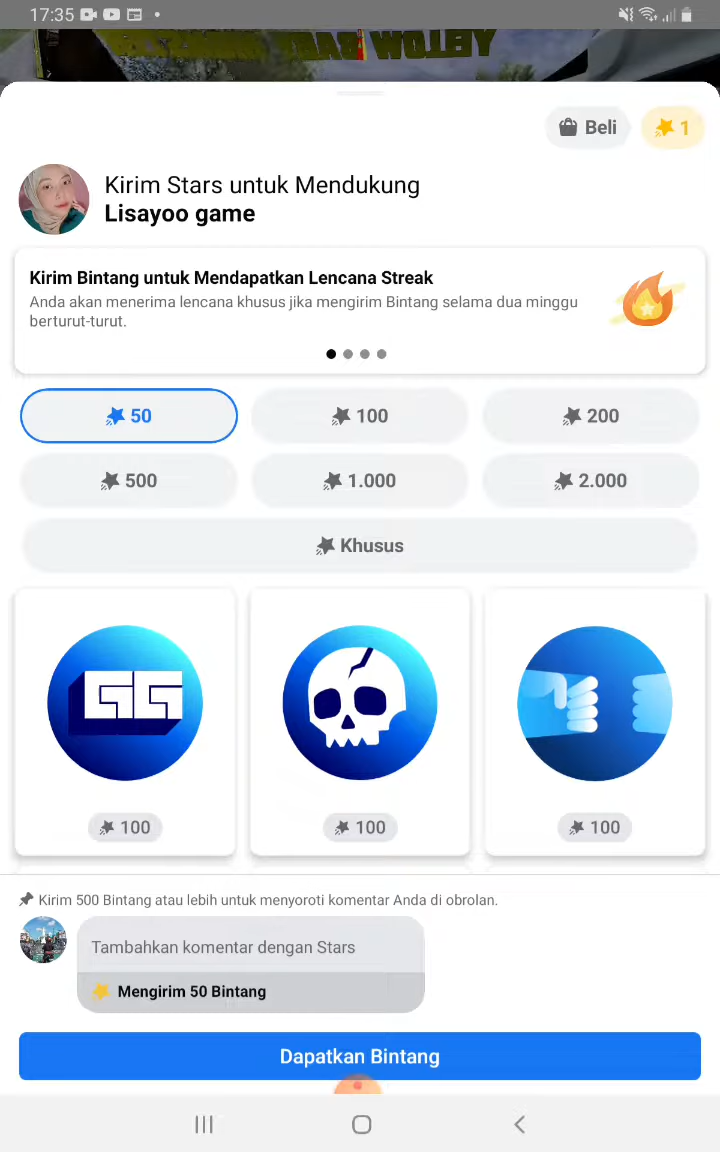 17:35
YELLOW BABI
Beli
1
Kirim Stars untuk Mendukung
Lisayoo game
Kirim Bintang untuk Mendapatkan Lencana Streak
Anda akan menerima lencana khusus jika mengirim Bintang selama dua minggu
berturut-turut.
50
100
200
500
1.000
2.000
Khusus
GG
100
100
100
Kirim 500 Bintang atau lebih untuk menyoroti komentar Anda di obrolan.
Tambahkan komentar dengan Stars
Mengirim 50 Bintang
Dapatkan Bintang